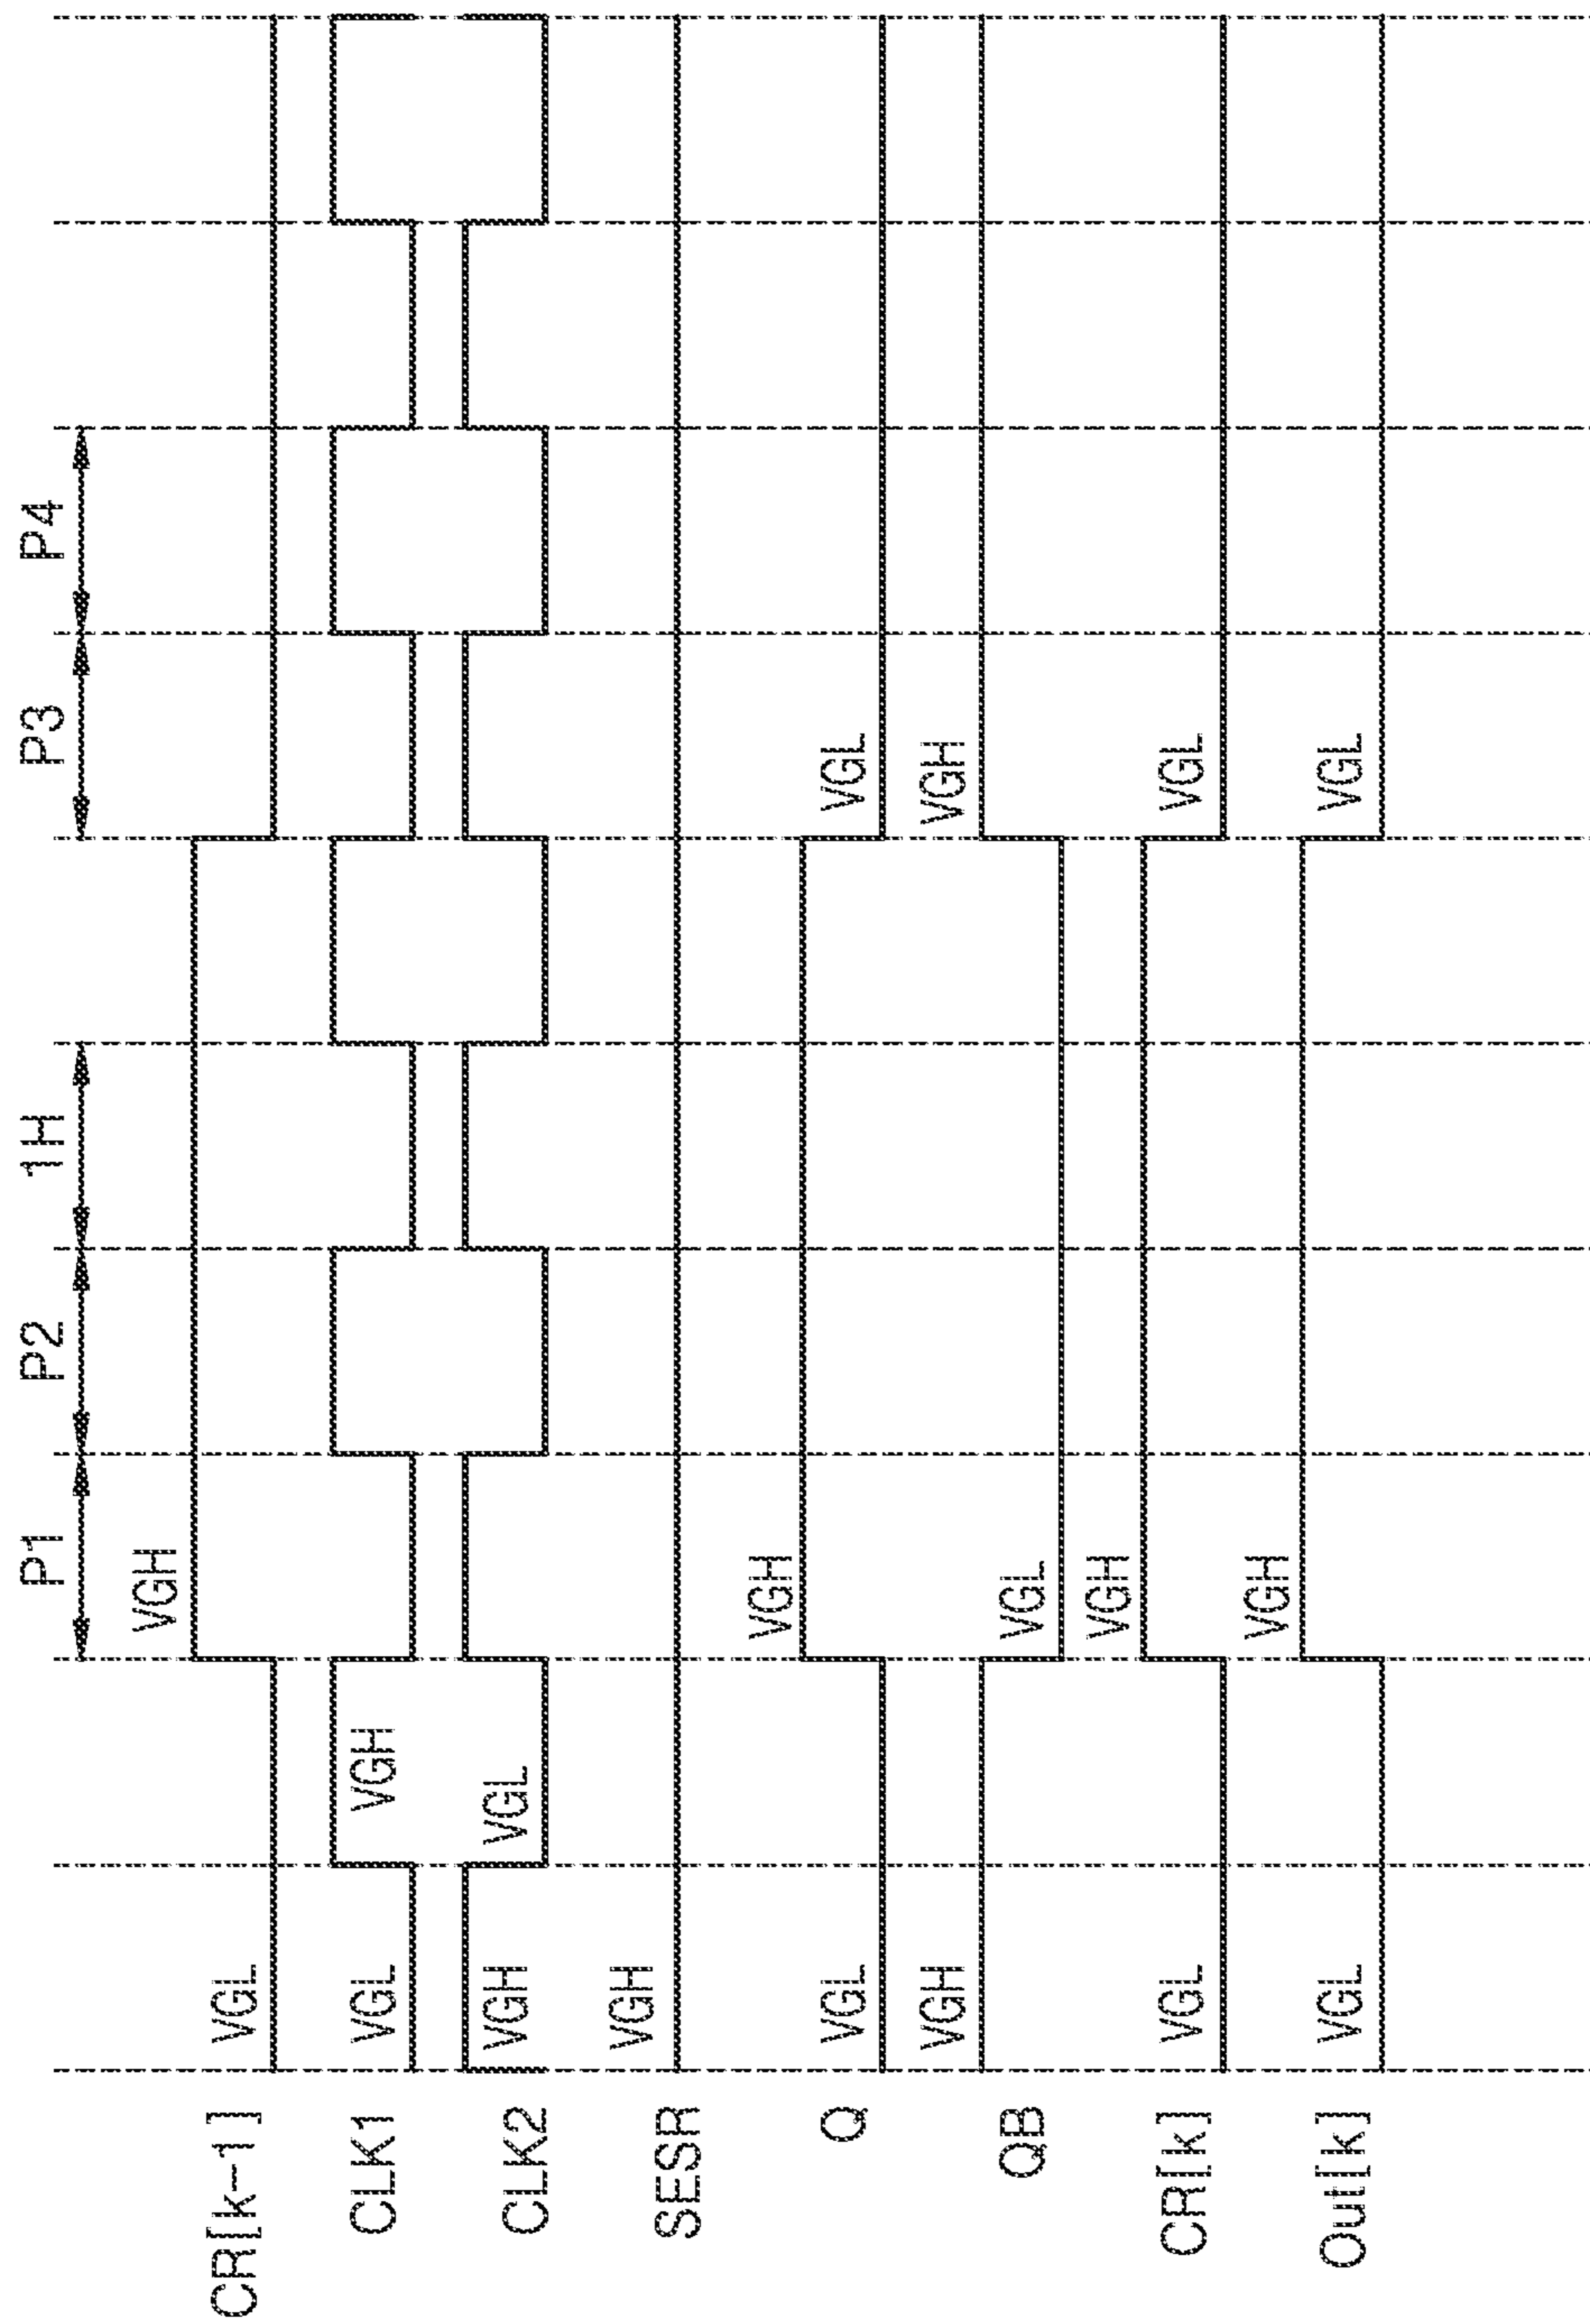 P1 P2 1H P3 P4
CR[k-1] VGL VGH
CLK1 VGL VGH
CLK2 VGH VGL
SESR VGH
Q VGL VGH VGL
QB VGH VGL VGH
CR[k] VGL VGH VGL
Out[k] VGL VGH VGL